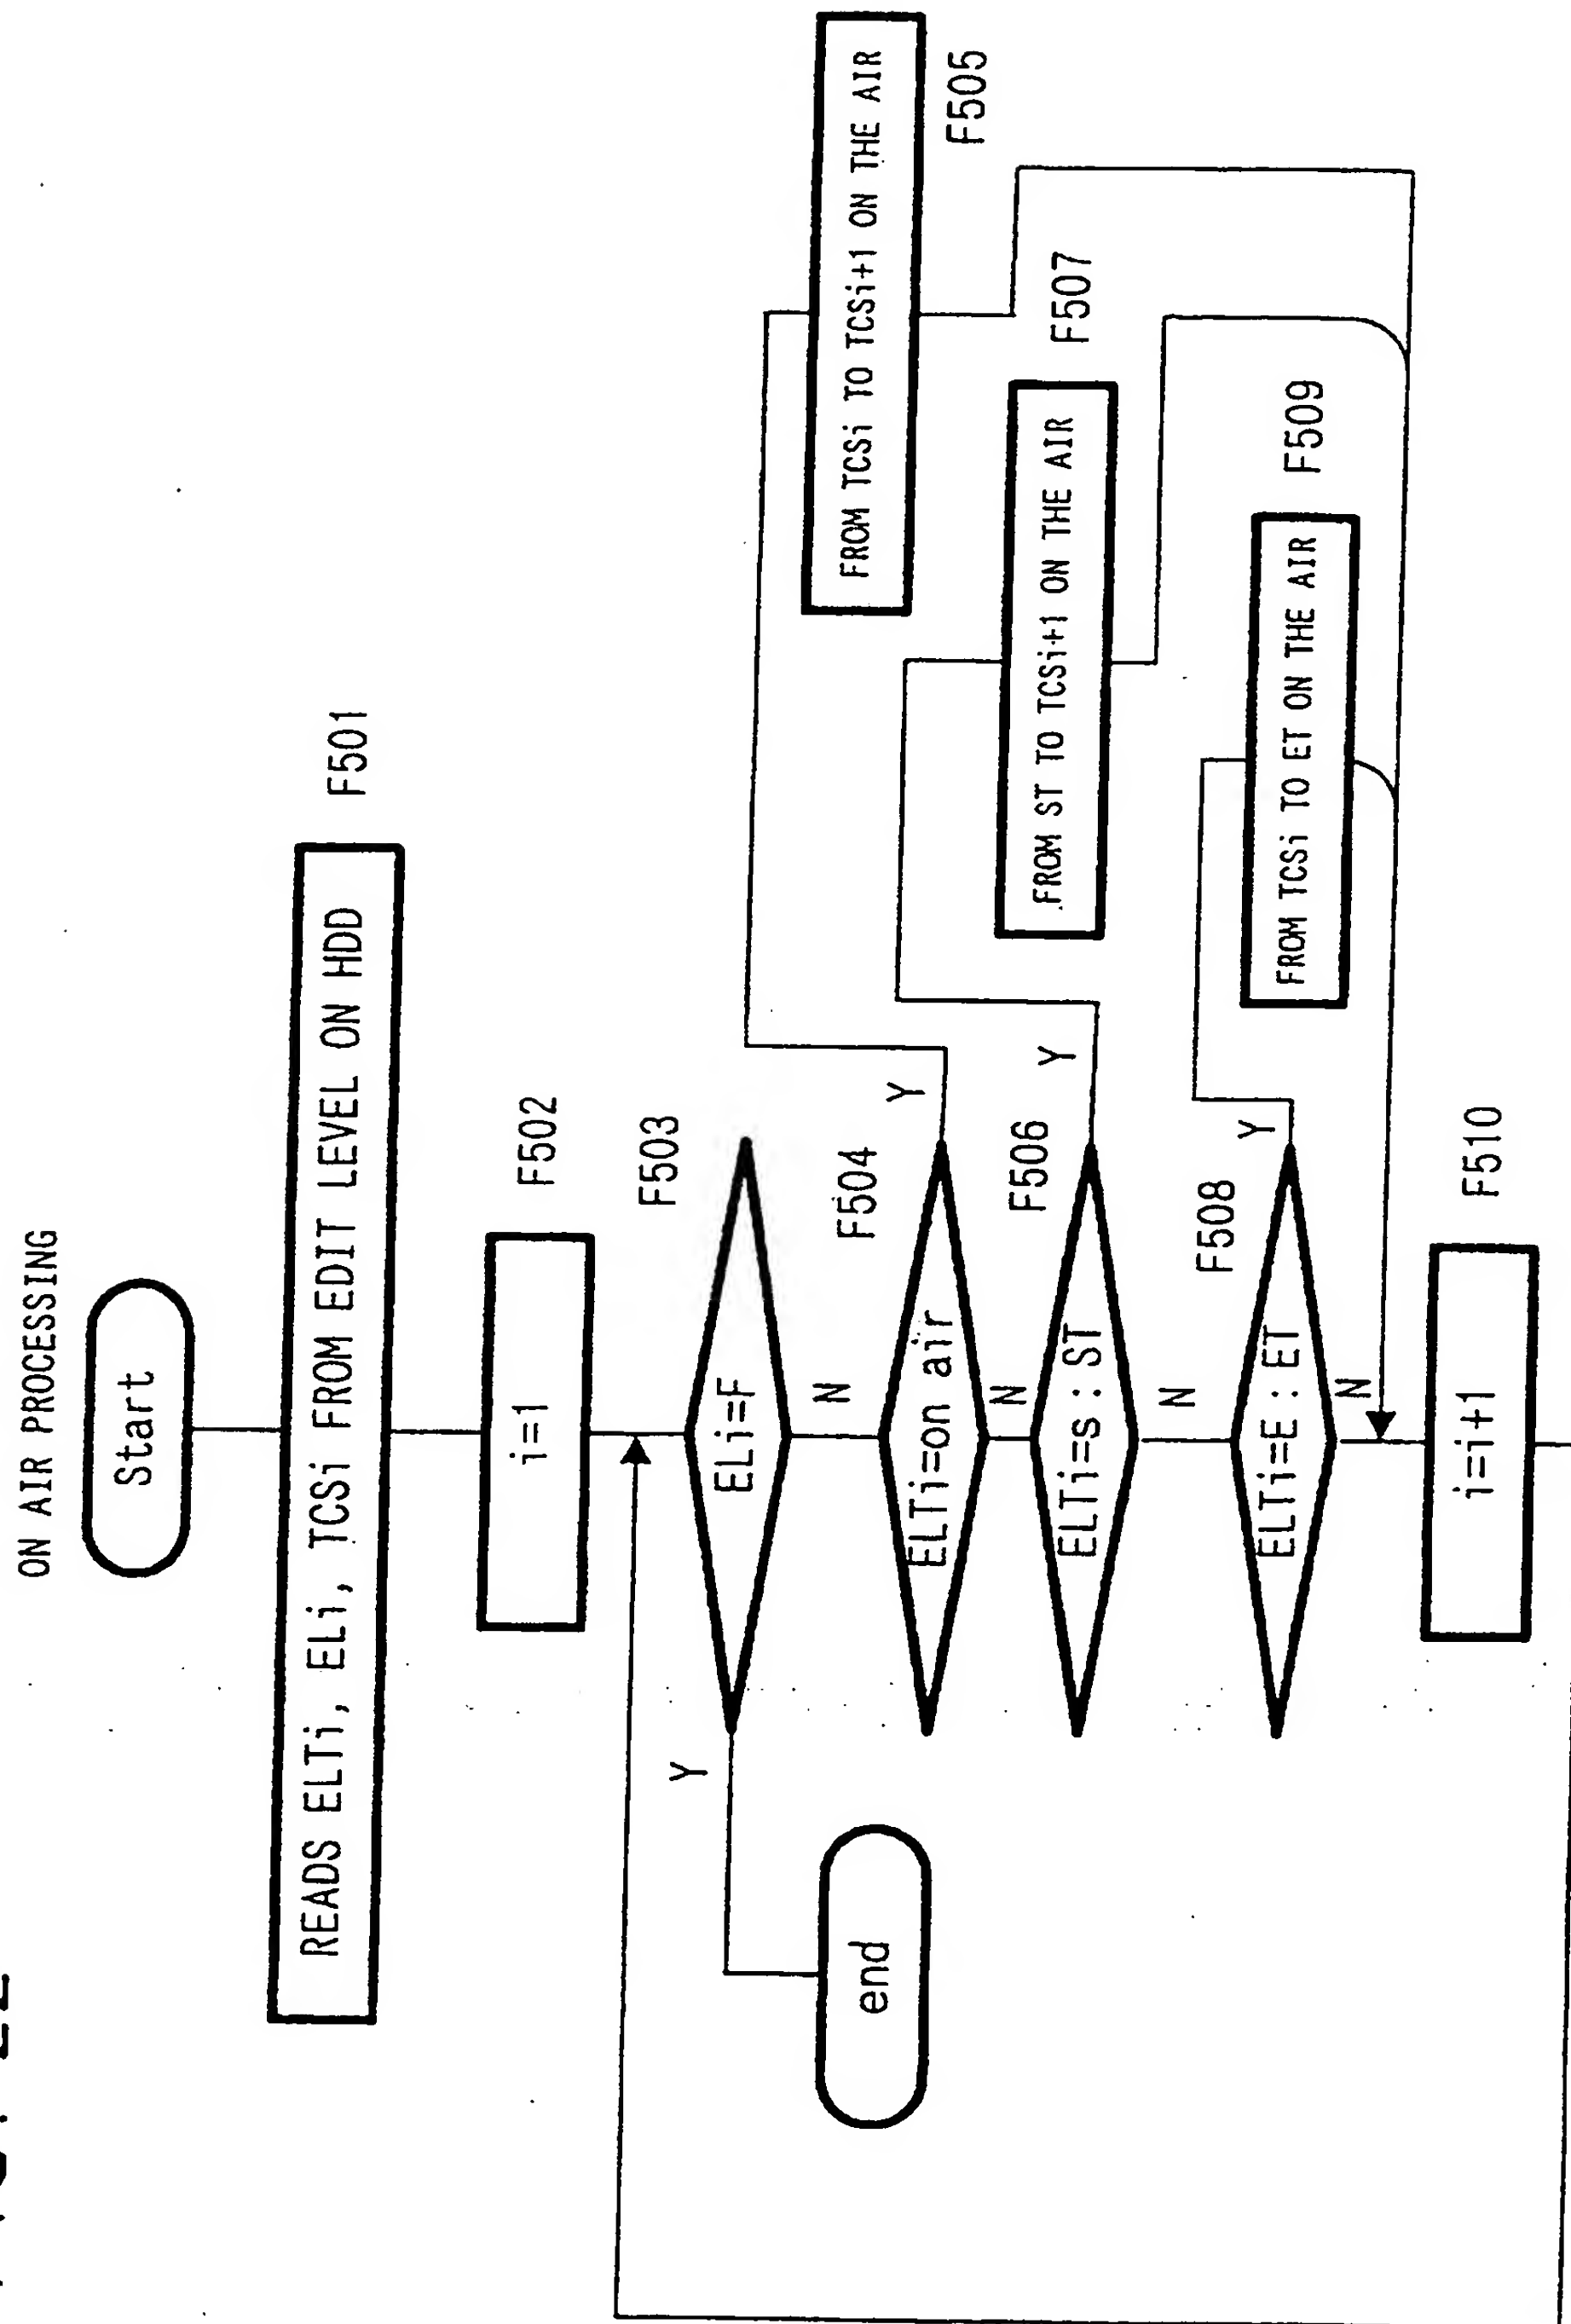 ON AIR PROCESSING
Start
READS ELTi, ELi, TCSi FROM EDIT LEVEL ON HDD
F501
i=1
F502
F503
ELi=F
Y
N
end
F504
ELTi=on air
Y
N
FROM TCSi TO TCSi+1 ON THE AIR
F505
F506
ELTi=s:ST
Y
N
FROM ST TO TCSi+1 ON THE AIR
F507
F508
ELTi=E:ET
Y
N
FROM TCSi TO ET ON THE AIR
F509
i=i+1
F510